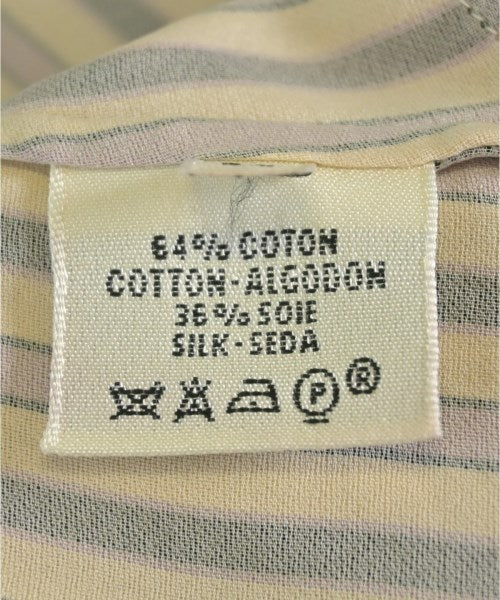 64% COTON
COTTON-ALGODON
36% SOIE
SILK-SEDA
P ®